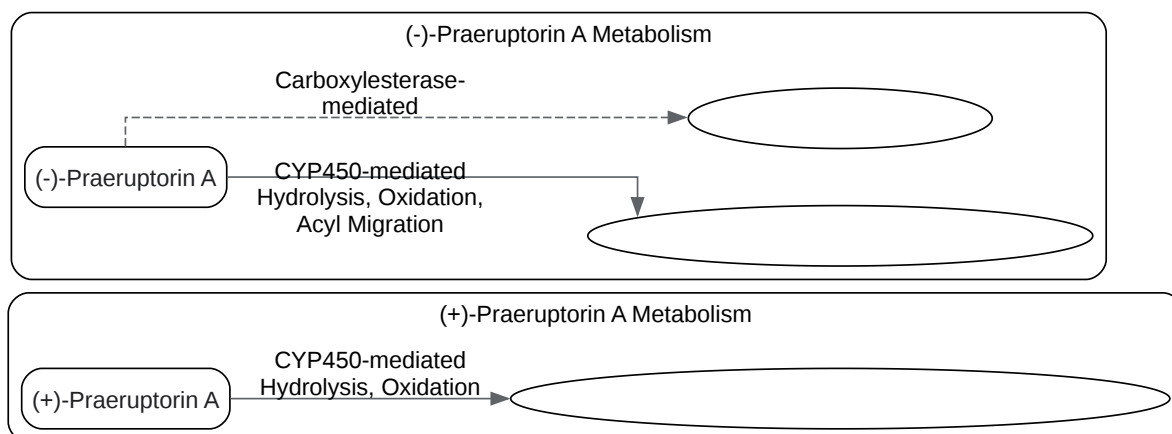 (-)-Praeruptorin A Metabolism
Carboxylesterase-
mediated
(-)-Praeruptorin A
CYP450-mediated
Hydrolysis, Oxidation,
Acyl Migration
(+)-Praeruptorin A Metabolism
CYP450-mediated
Hydrolysis, Oxidation
(+)-Praeruptorin A